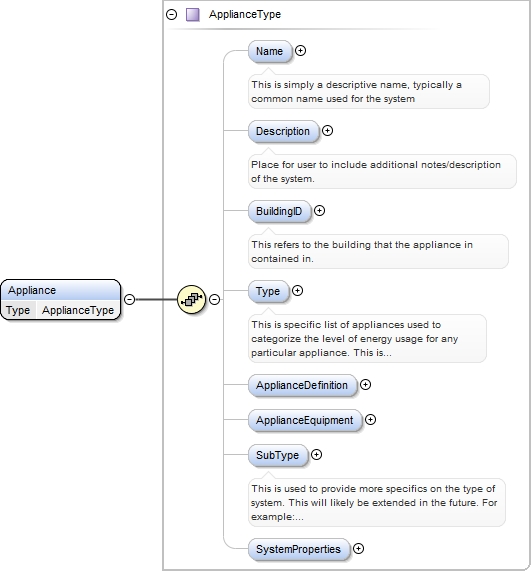 ApplianceType
Name
This is simply a descriptive name, typically a
common name used for the system
Description
Place for user to include additional notes/description
of the system.
BuildingID
This refers to the building that the appliance in
contained in.
Appliance
Type ApplianceType
Type
This is specific list of appliances used to
categorize the level of energy usage for any
particular appliance. This is...
ApplianceDefinition
ApplianceEquipment
SubType
This is used to provide more specifics on the type of
system. This will likely be extended in the future. For
example:...
SystemProperties